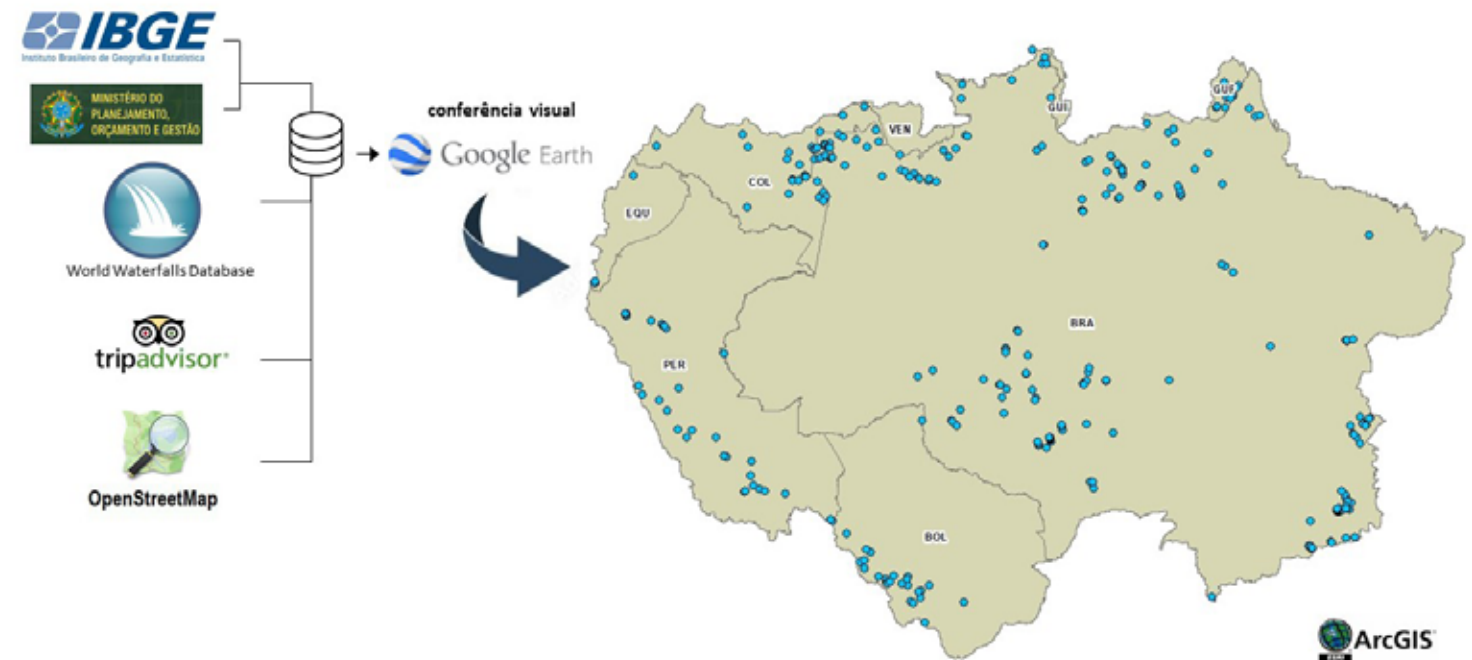 IBGE
Instituto Brasileiro de Geografia e Estatística
MINISTÉRIO DO
PLANEJAMENTO,
ORÇAMENTO E GESTÃO
World Waterfalls Database
tripadvisor®
OpenStreetMap
conferência visual
Google Earth
GUF
GUI
VEN
COL
EQU
BRA
PER
BOL
ArcGIS